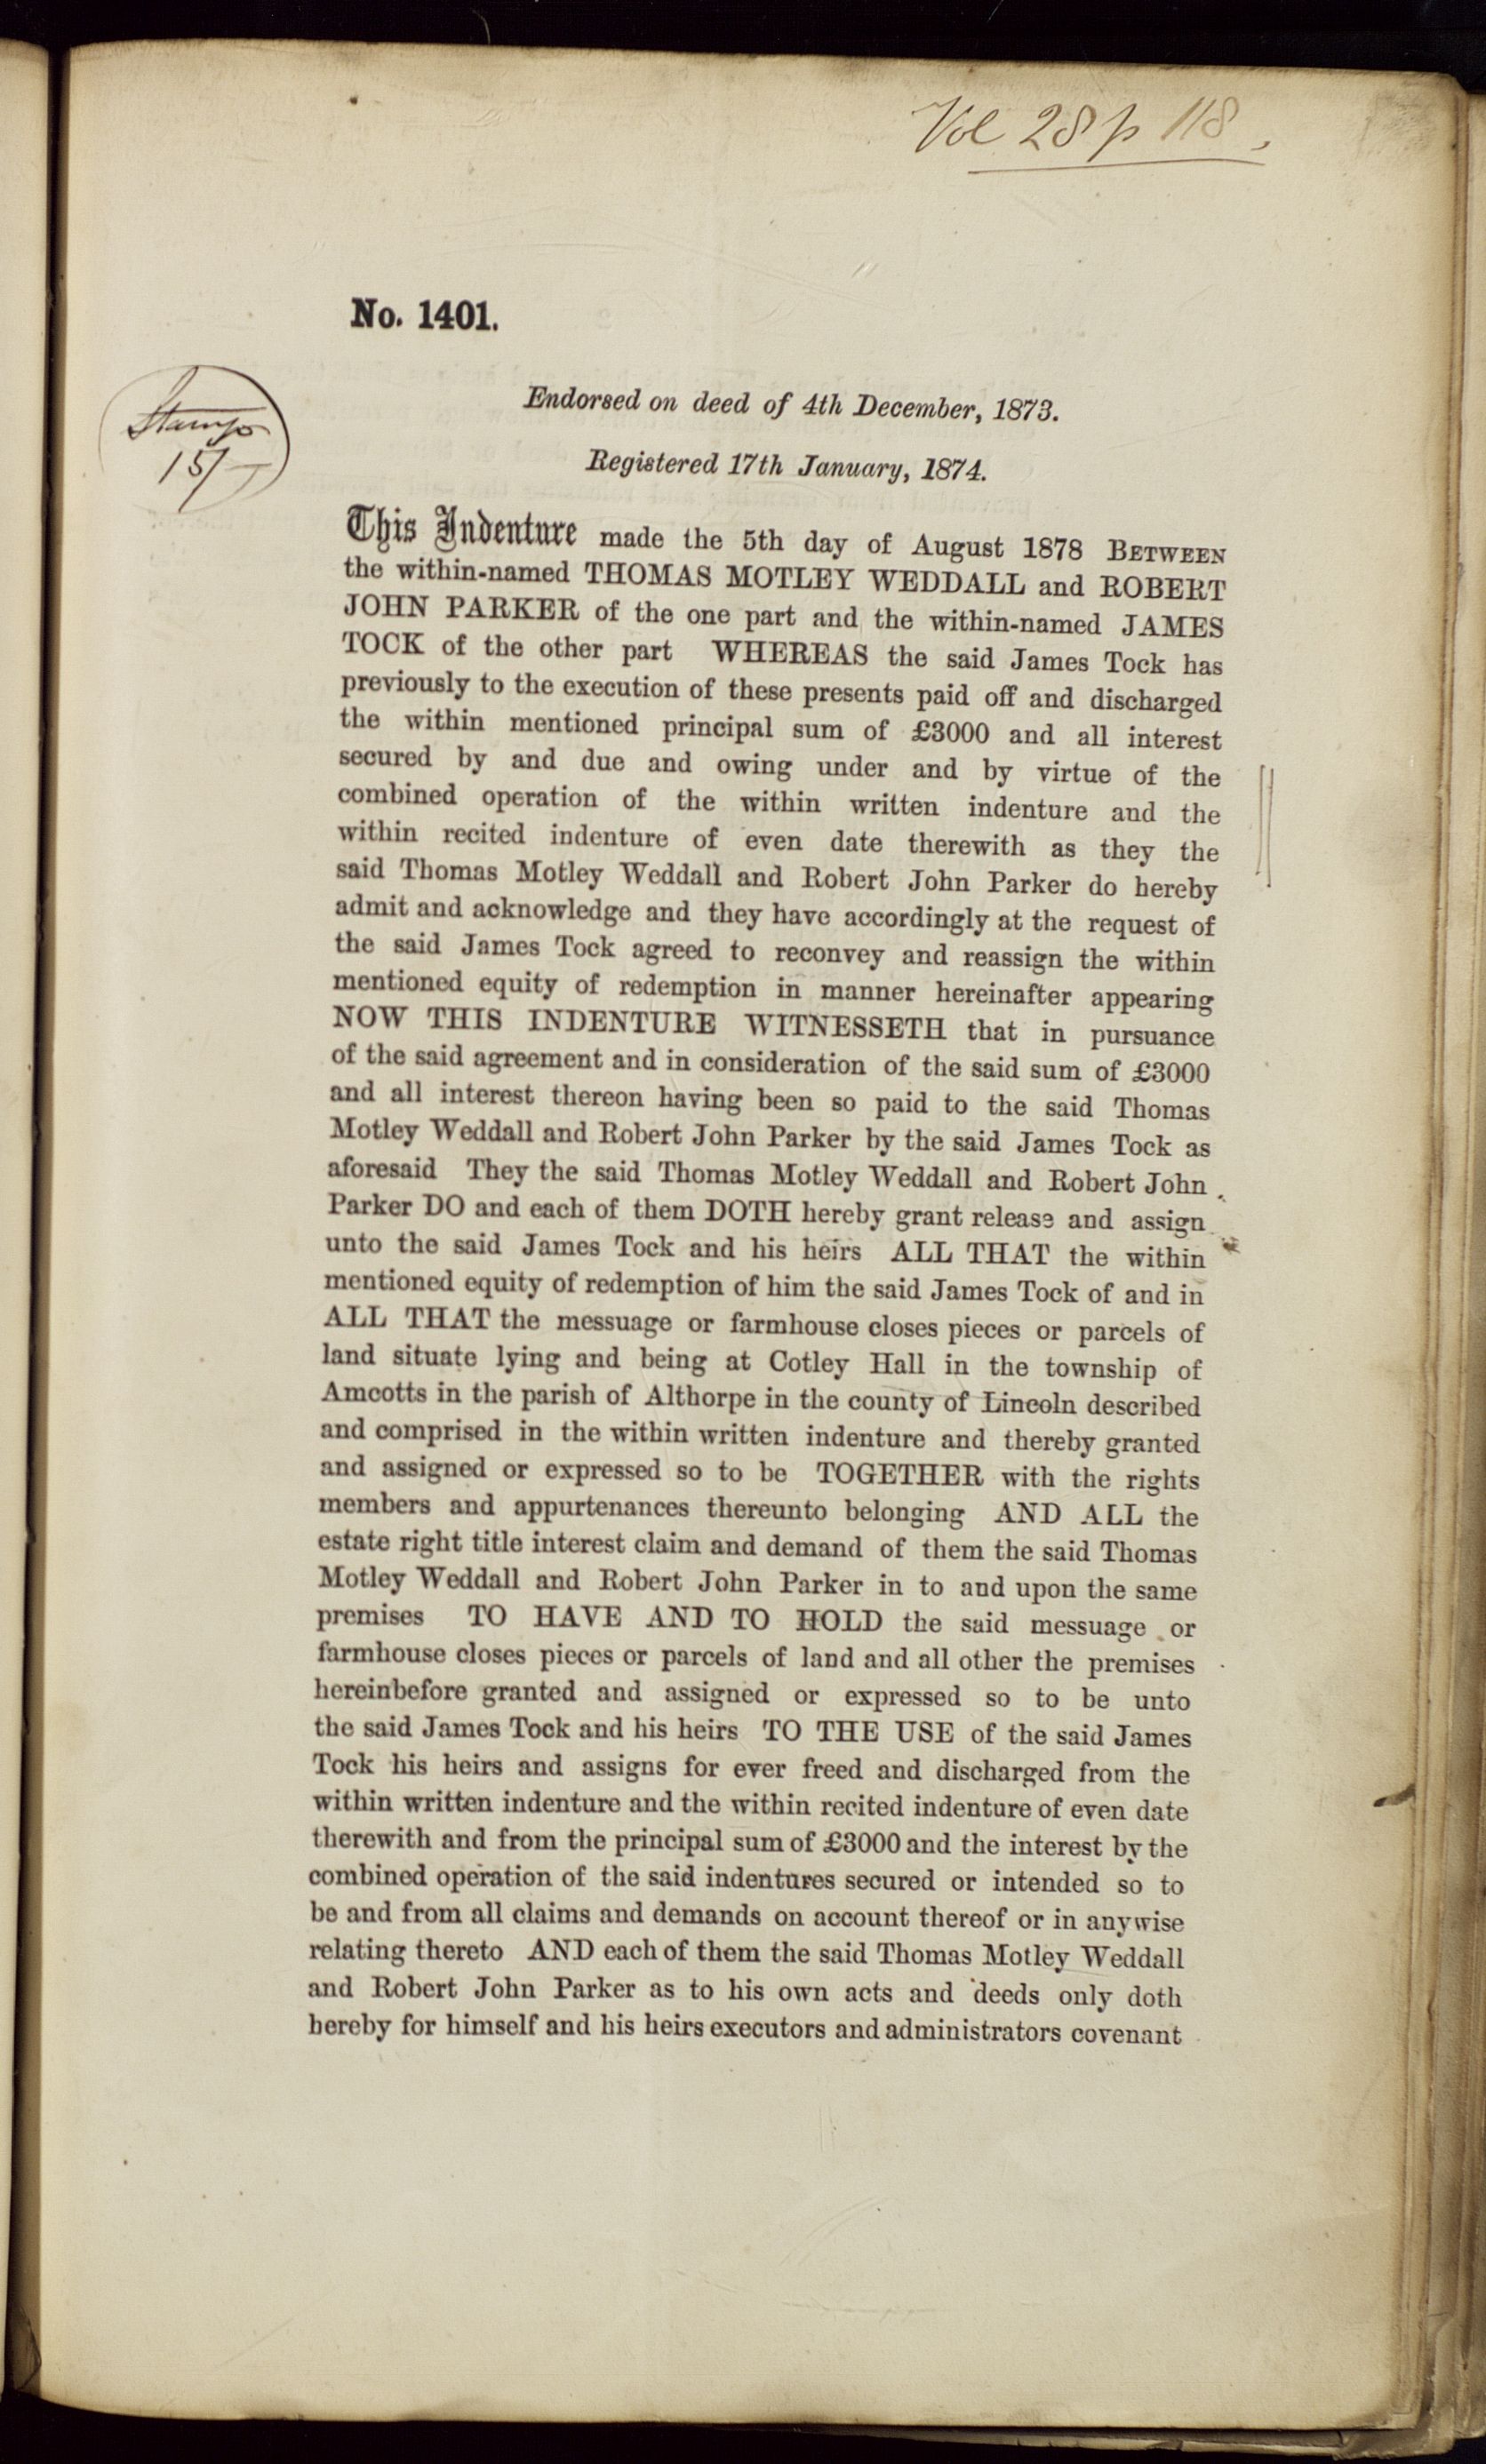 Vol 28 p 118.
No. 1401.
Stamps
15/-
Endorsed on deed of 4th December, 1873.
Registered 17th January, 1874.
This Indenture made the 5th day of August 1878 BETWEEN
the within-named THOMAS MOTLEY WEDDALL and ROBERT
JOHN PARKER of the one part and the within-named JAMES
TOCK of the other part WHEREAS the said James Tock has
previously to the execution of these presents paid off and discharged
the within mentioned principal sum of £3000 and all interest
secured by and due and owing under and by virtue of the
combined operation of the within written indenture and the
within recited indenture of even date therewith as they the
said Thomas Motley Weddall and Robert John Parker do hereby
admit and acknowledge and they have accordingly at the request of
the said James Tock agreed to reconvey and reassign the within
mentioned equity of redemption in manner hereinafter appearing
NOW THIS INDENTURE WITNESSETH that in pursuance
of the said agreement and in consideration of the said sum of £3000
and all interest thereon having been so paid to the said Thomas
Motley Weddall and Robert John Parker by the said James Tock as
aforesaid They the said Thomas Motley Weddall and Robert John
Parker DO and each of them DOTH hereby grant release and assign
unto the said James Tock and his heirs ALL THAT the within
mentioned equity of redemption of him the said James Tock of and in
ALL THAT the messuage or farmhouse closes pieces or parcels of
land situate lying and being at Cotley Hall in the township of
Amcotts in the parish of Althorpe in the county of Lincoln described
and comprised in the within written indenture and thereby granted
and assigned or expressed so to be TOGETHER with the rights
members and appurtenances thereunto belonging AND ALL the
estate right title interest claim and demand of them the said Thomas
Motley Weddall and Robert John Parker in to and upon the same
premises TO HAVE AND TO HOLD the said messuage or
farmhouse closes pieces or parcels of land and all other the premises
hereinbefore granted and assigned or expressed so to be unto
the said James Tock and his heirs TO THE USE of the said James
Tock his heirs and assigns for ever freed and discharged from the
within written indenture and the within recited indenture of even date
therewith and from the principal sum of £3000 and the interest by the
combined operation of the said indentures secured or intended so to
be and from all claims and demands on account thereof or in anywise
relating thereto AND each of them the said Thomas Motley Weddall
and Robert John Parker as to his own acts and deeds only doth
hereby for himself and his heirs executors and administrators covenant